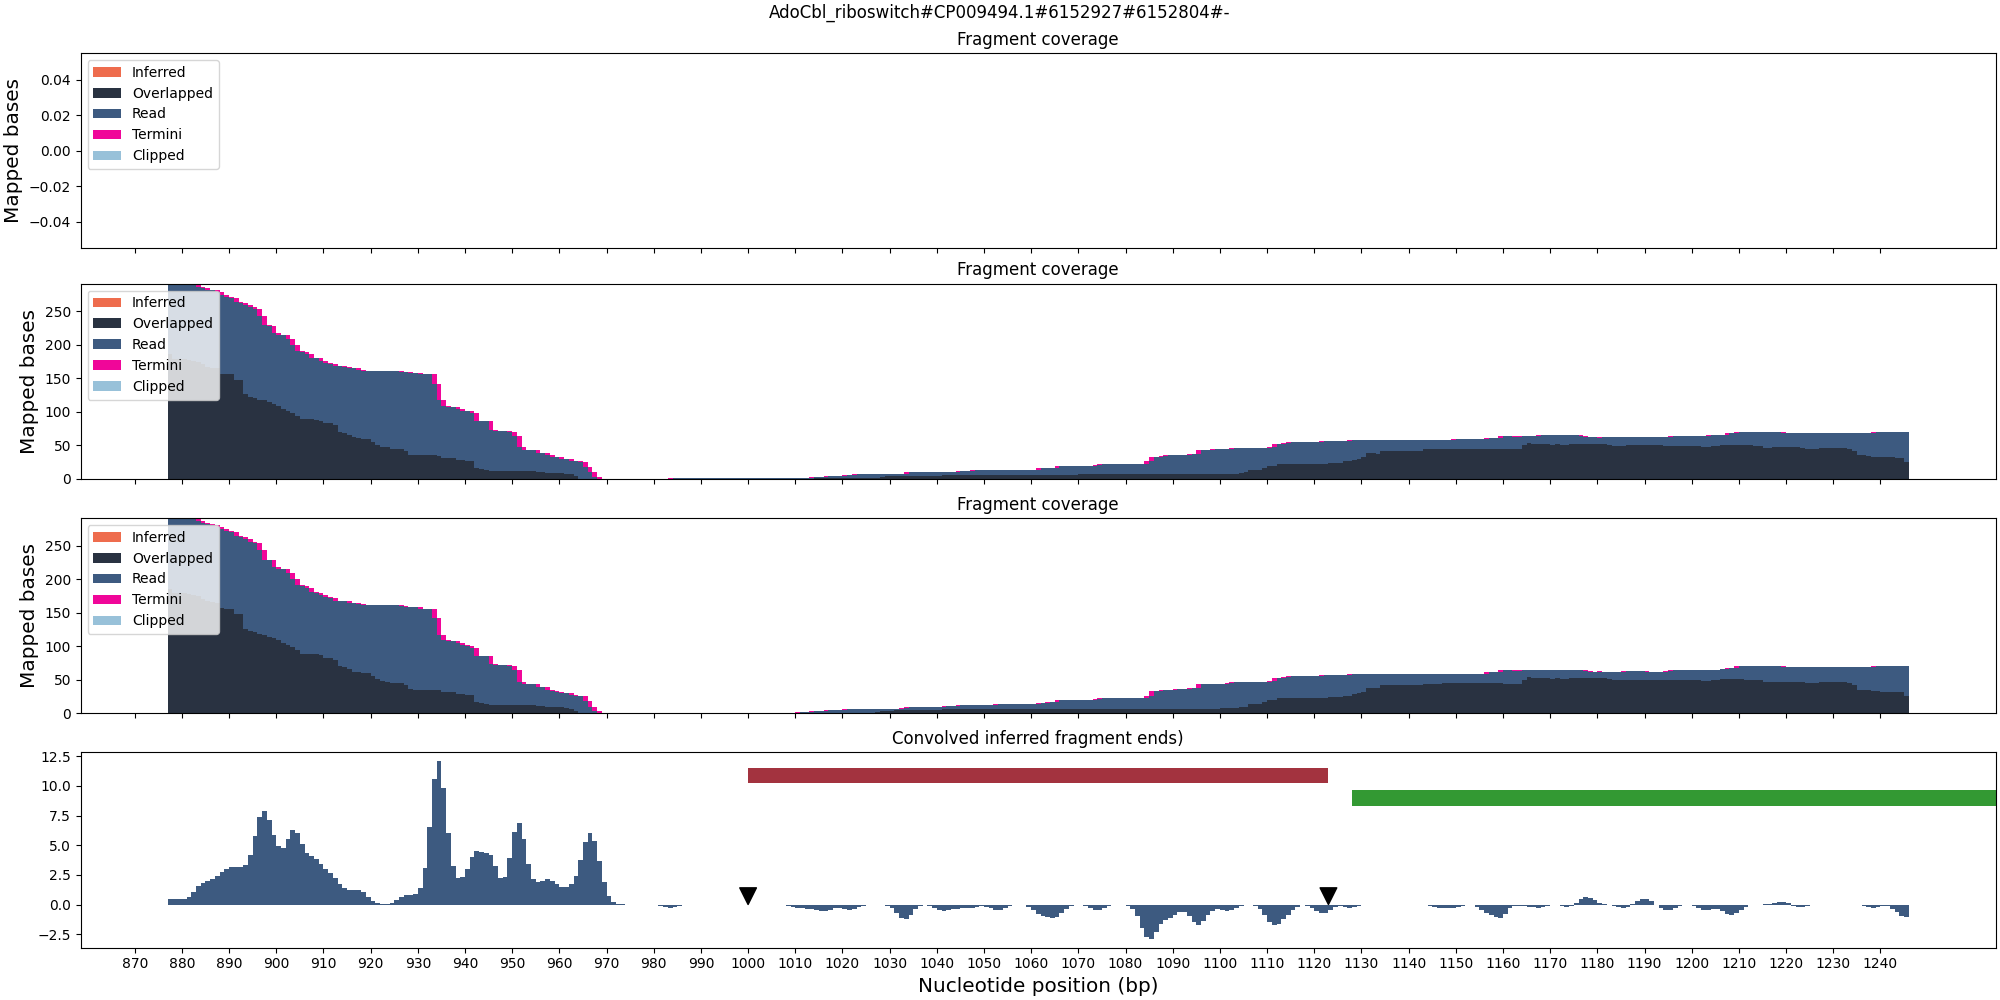 AdoCbl_riboswitch#CP009494.1#6152927#6152804#-
Fragment coverage
Mapped bases
0.04
0.02
0.00
−0.02
−0.04
Inferred
Overlapped
Read
Termini
Clipped
Fragment coverage
Mapped bases
250
200
150
100
50
0
Inferred
Overlapped
Read
Termini
Clipped
Fragment coverage
Mapped bases
250
200
150
100
50
0
Inferred
Overlapped
Read
Termini
Clipped
Convolved inferred fragment ends)
12.5
10.0
7.5
5.0
2.5
0.0
−2.5
870 880 890 900 910 920 930 940 950 960 970 980 990 1000 1010 1020 1030 1040 1050 1060 1070 1080 1090 1100 1110 1120 1130 1140 1150 1160 1170 1180 1190 1200 1210 1220 1230 1240
Nucleotide position (bp)